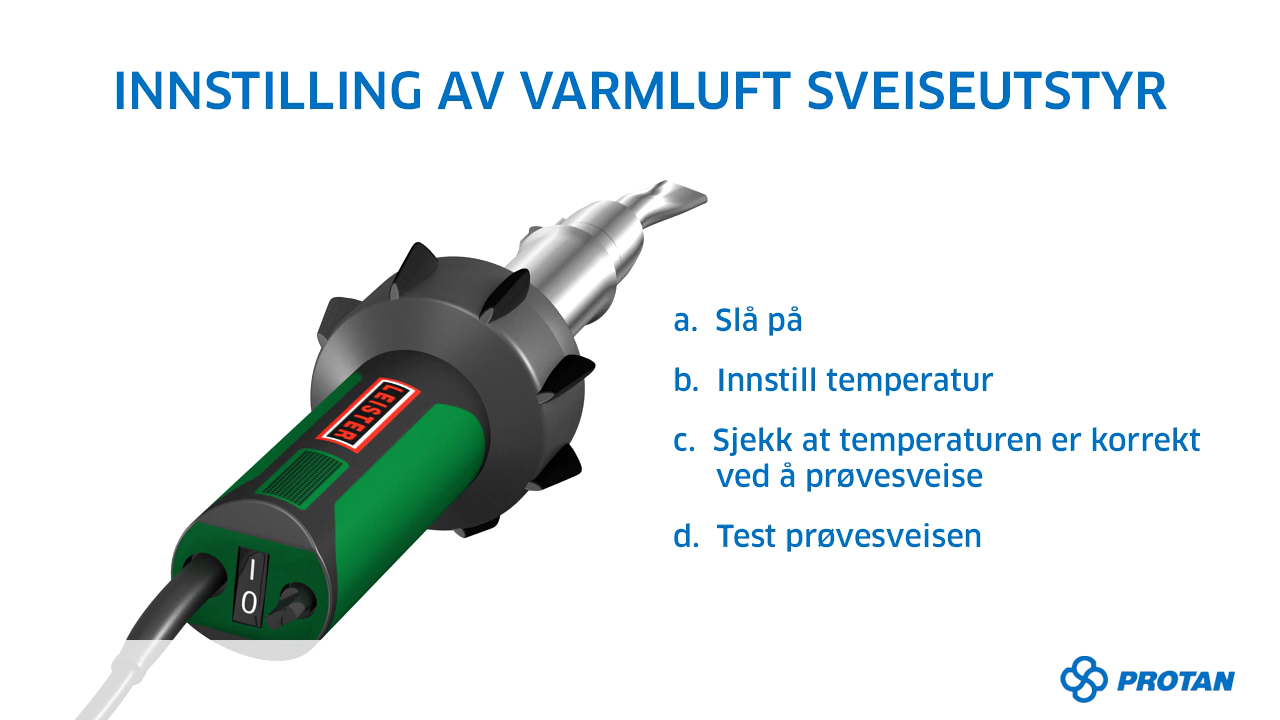 INNSTILLING AV VARMLUFT SVEISEUTSTYR
a. Slå på
b. Innstill temperatur
c. Sjekk at temperaturen er korrekt
ved å prøvesveise
d. Test prøvesveisen
LEISTER
I
0
PROTAN